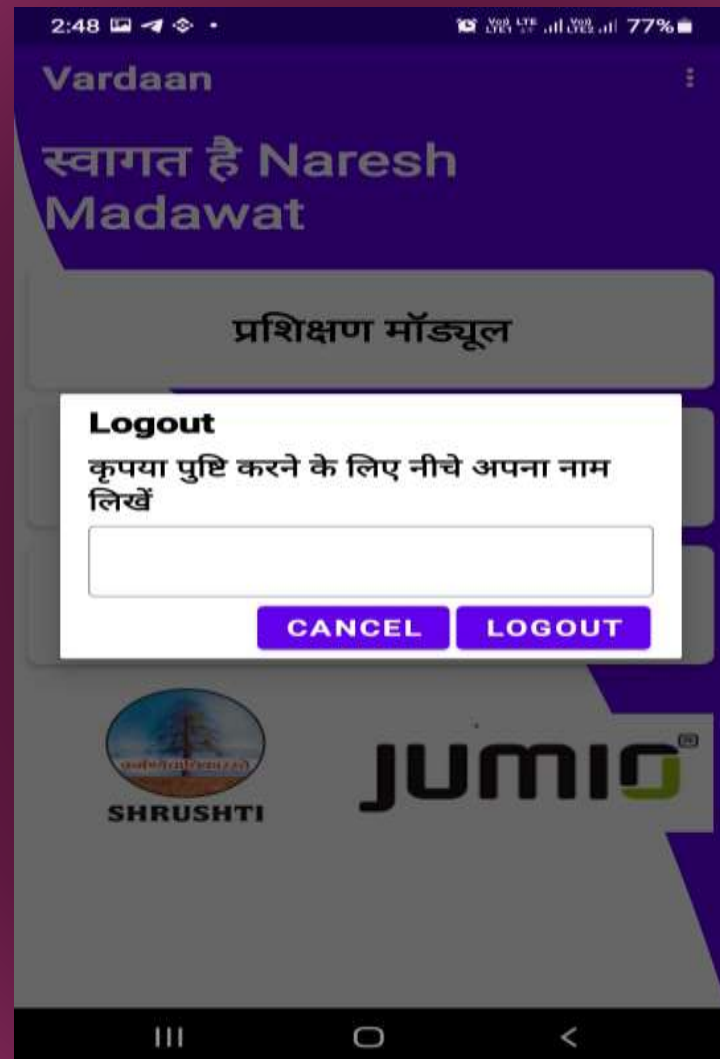 2:48
77%
Vardaan
स्वागत है Naresh
Madawat
प्रशिक्षण मॉड्यूल
Logout
कृपया पुष्टि करने के लिए नीचे अपना नाम
लिखें
CANCEL LOGOUT
SHRUSHTI
JUMIO